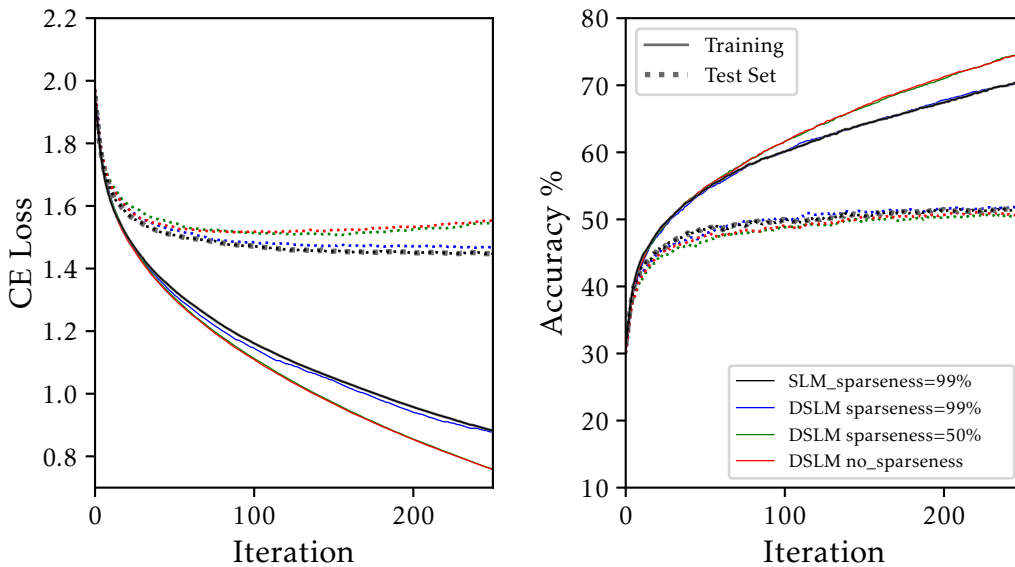 CE Loss
2.2
2.0
1.8
1.6
1.4
1.2
1.0
0.8
0
100
200
Iteration
Accuracy %
80
70
60
50
40
30
20
10
0
100
200
Iteration
Training
Test Set
SLM_sparseness=99%
DSLM sparseness=99%
DSLM sparseness=50%
DSLM no_sparseness